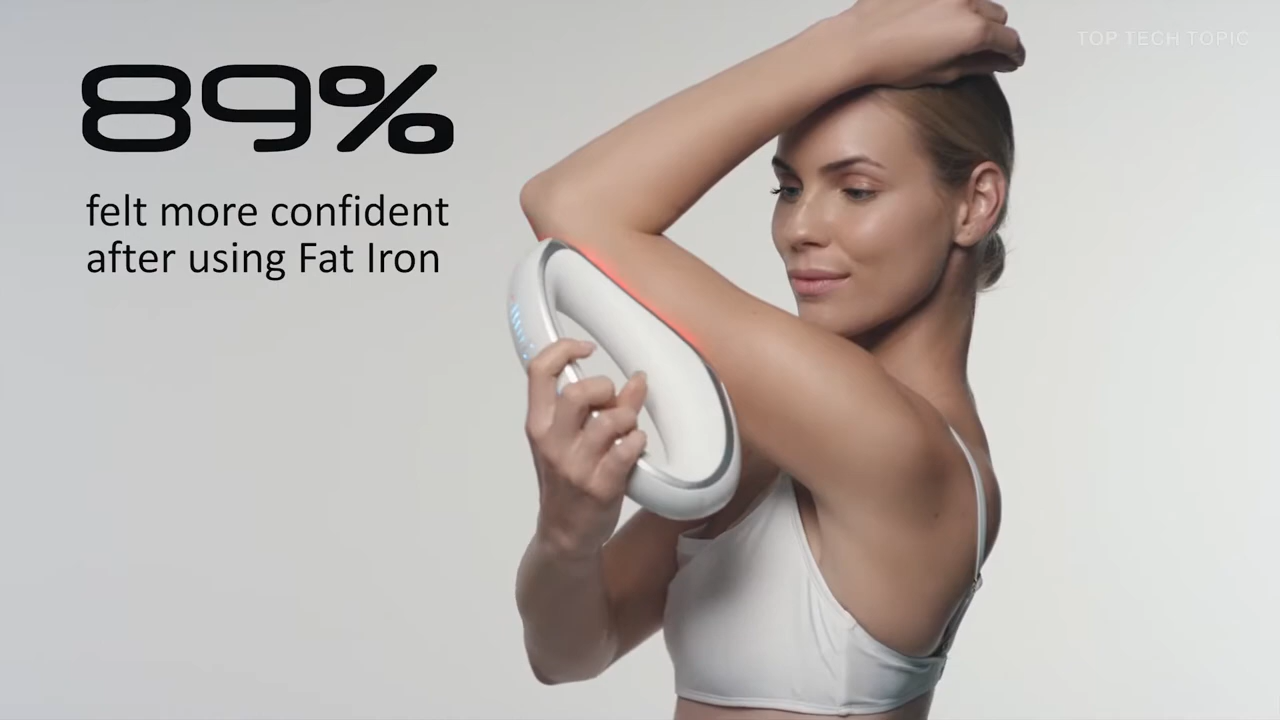 TOP TECH TOPIC
89%
felt more confident
after using Fat Iron